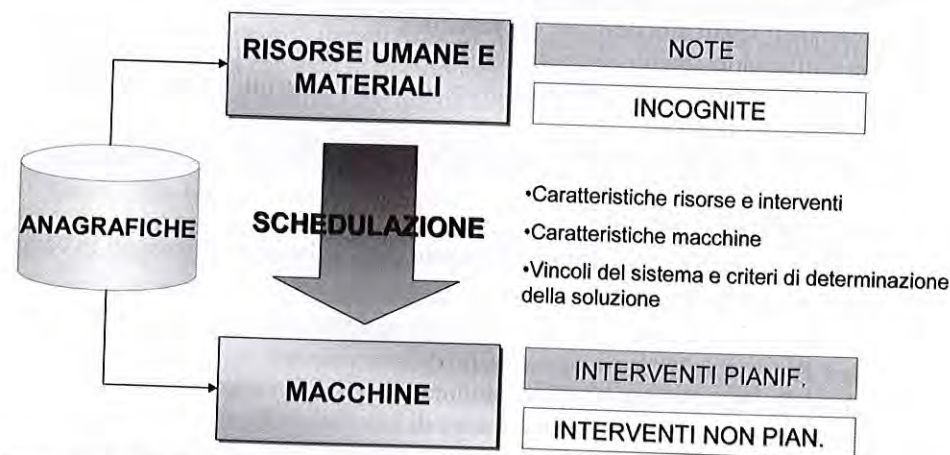 RISORSE UMANE E
MATERIALI
NOTE
INCOGNITE
ANAGRAFICHE
SCHEDULAZIONE
•Caratteristiche risorse e interventi
•Caratteristiche macchine
•Vincoli del sistema e criteri di determinazione
della soluzione
MACCHINE
INTERVENTI PIANIF.
INTERVENTI NON PIAN.